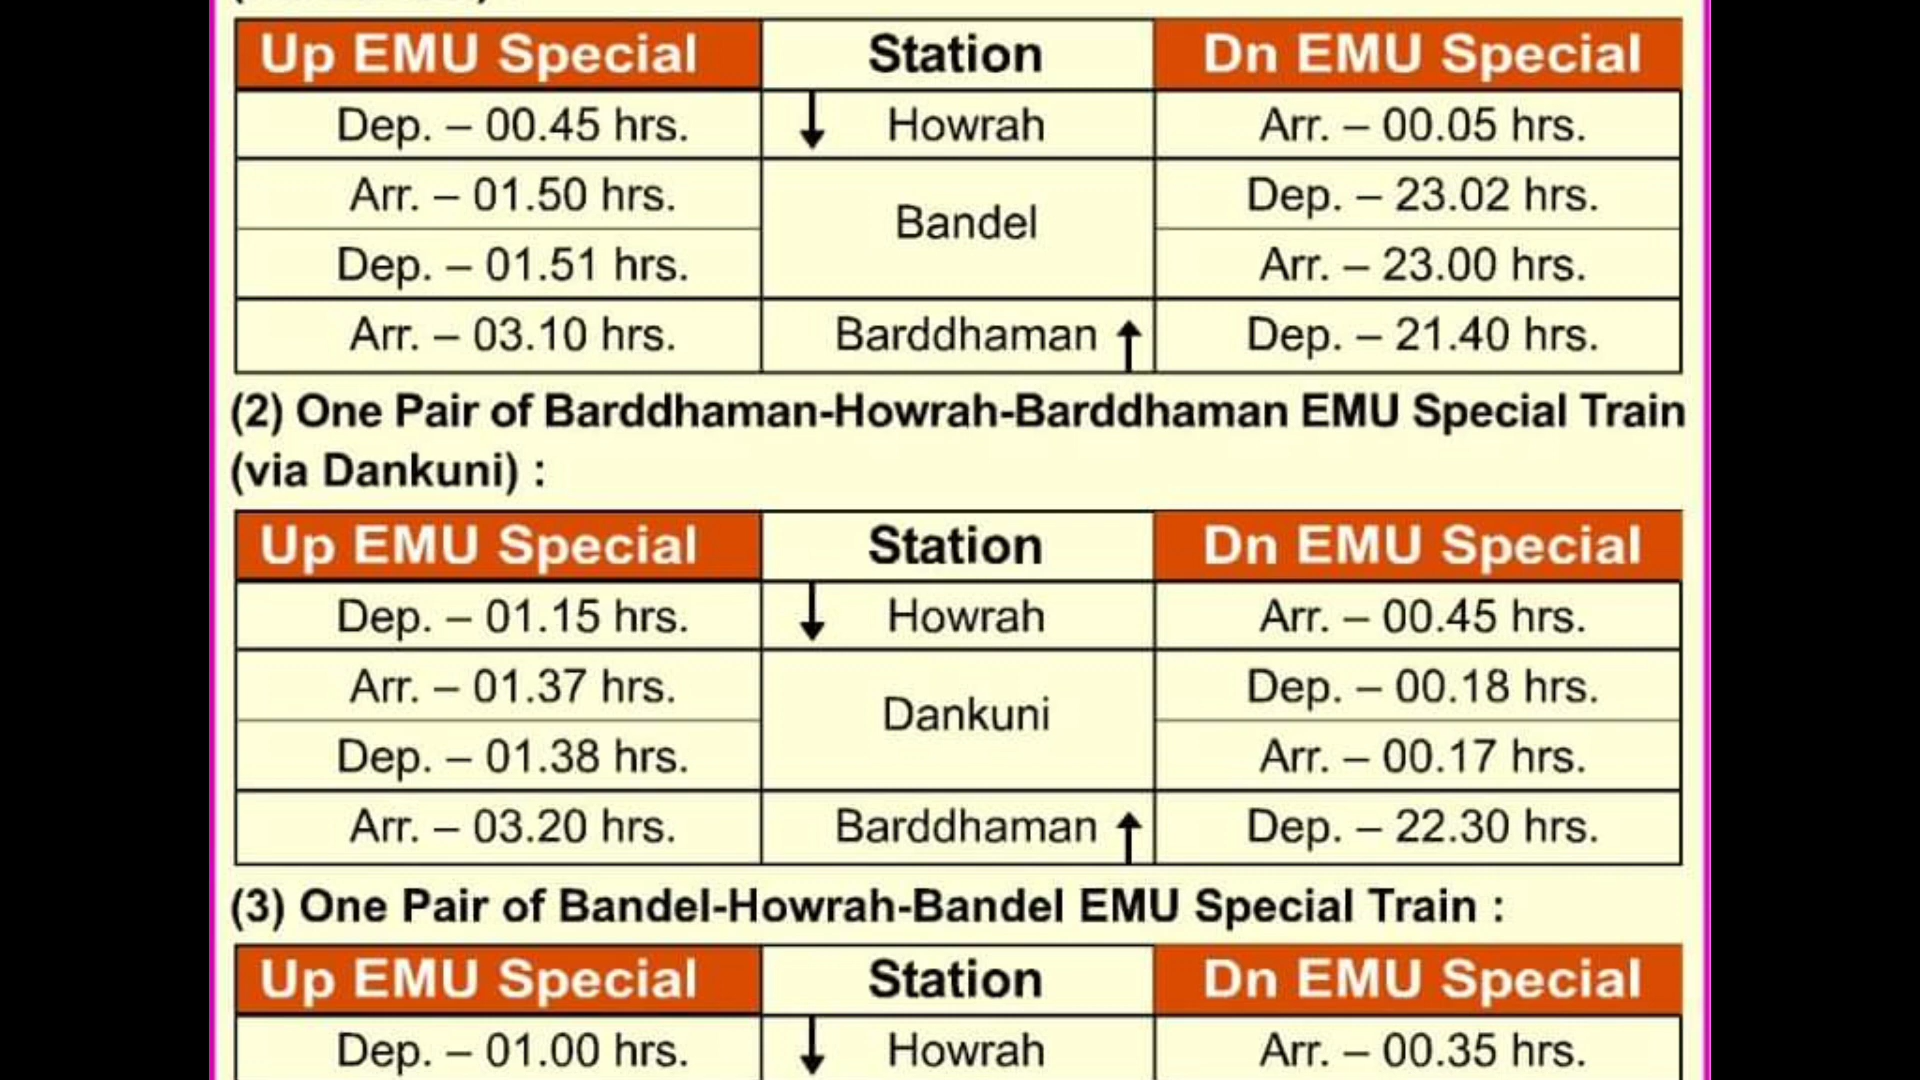 Up EMU Special Station Dn EMU Special
Dep. – 00.45 hrs. Howrah Arr. – 00.05 hrs.
Arr. – 01.50 hrs. Bandel Dep. – 23.02 hrs.
Dep. – 01.51 hrs. Arr. – 23.00 hrs.
Arr. – 03.10 hrs. Barddhaman Dep. – 21.40 hrs.
(2) One Pair of Barddhaman-Howrah-Barddhaman EMU Special Train
(via Dankuni) :
Up EMU Special Station Dn EMU Special
Dep. – 01.15 hrs. Howrah Arr. – 00.45 hrs.
Arr. – 01.37 hrs. Dankuni Dep. – 00.18 hrs.
Dep. – 01.38 hrs. Arr. – 00.17 hrs.
Arr. – 03.20 hrs. Barddhaman Dep. – 22.30 hrs.
(3) One Pair of Bandel-Howrah-Bandel EMU Special Train :
Up EMU Special Station Dn EMU Special
Dep. – 01.00 hrs. Howrah Arr. – 00.35 hrs.